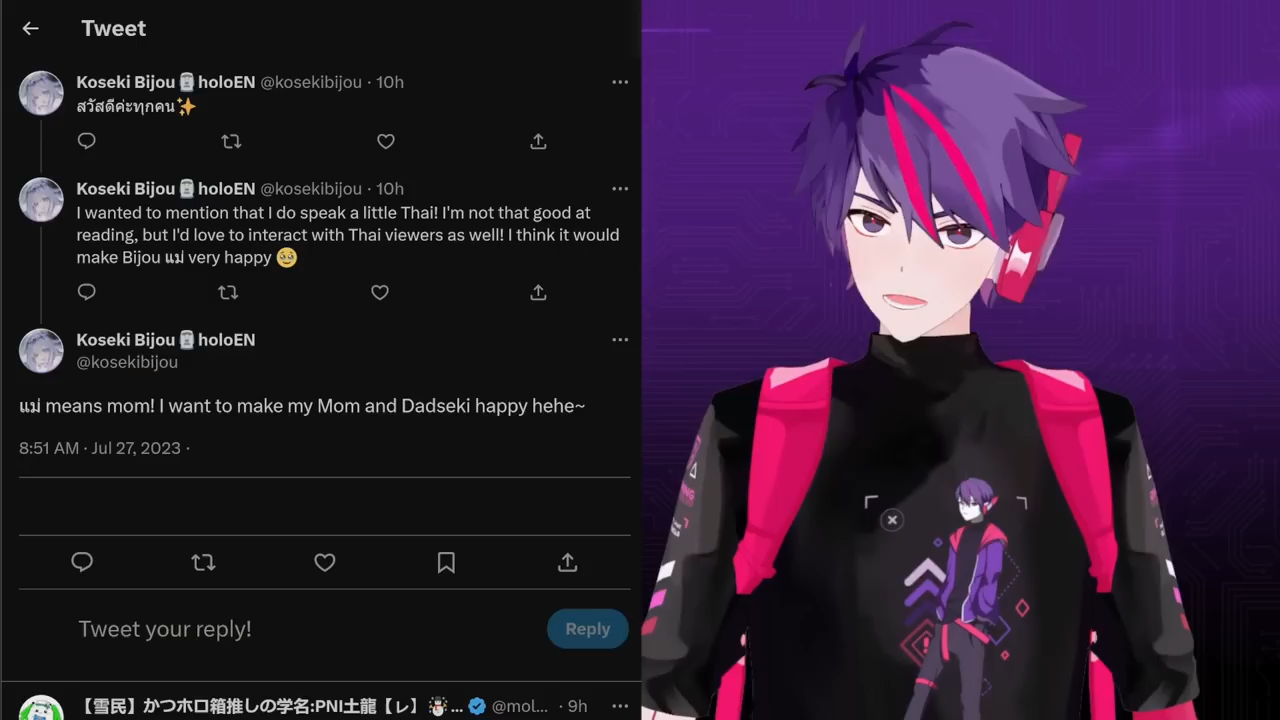 Tweet
Koseki Bijou🗿holoEN @kosekibijou · 10h
สวัสดีค่ะทุกคน✨
Koseki Bijou🗿holoEN @kosekibijou · 10h
I wanted to mention that I do speak a little Thai! I'm not that good at
reading, but I'd love to interact with Thai viewers as well! I think it would
make Bijou แม่ very happy 🥹
Koseki Bijou🗿holoEN
@kosekibijou
แม่ means mom! I want to make my Mom and Dadseki happy hehe~
8:51 AM · Jul 27, 2023 ·
Tweet your reply!
Reply
【雪民】かつホロ箱推しの学名:PNI土龍【レ】☃️... @mol... · 9h